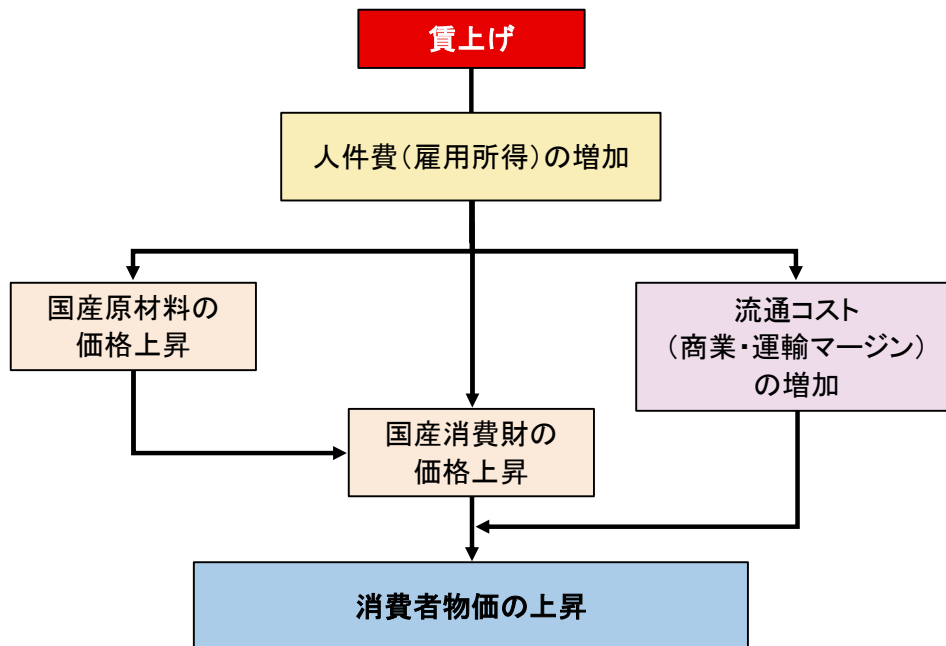 賃上げ
人件費（雇用所得）の増加
国産原材料の
価格上昇
流通コスト
（商業・運輸マージン）
の増加
国産消費財の
価格上昇
消費者物価の上昇